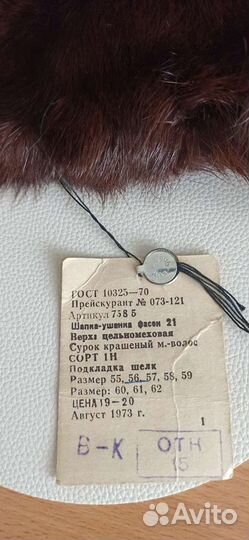 ГОСТ 10325—70
Прейскурант № 073-121
Артикул 758 5
Шапка-ушанка фасон 21
Верх: цельномеховая
Сурок крашеный м.-волос
СОРТ 1Н
Подкладка шелк
Размер 55, 56, 57, 58, 59
Размер: 60, 61, 62
ЦЕНА 19-20
Август 1973 г.
1
В-К
ОТК
15
Avito